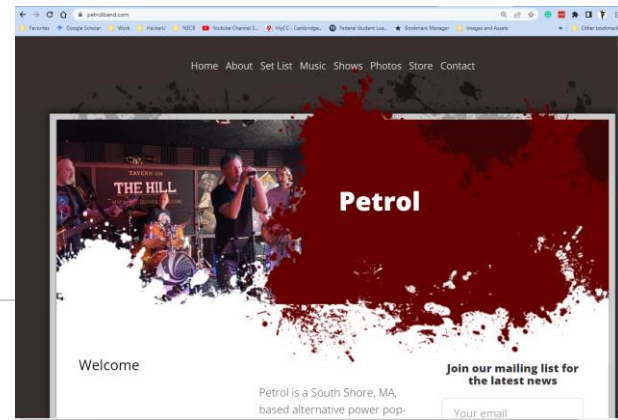 petrolband.com
Favorites Google Scholar Work HackerU NECB Youtube Channel S... MyCC - Cambridge... Federal Student Loa... Bookmark Manager Images and Assets Other bookmark
Home About Set List Music Shows Photos Store Contact
TAVERN ON
THE HILL
Petrol
Welcome
Join our mailing list for
the latest news
Petrol is a South Shore, MA,
based alternative power pop-
Your email